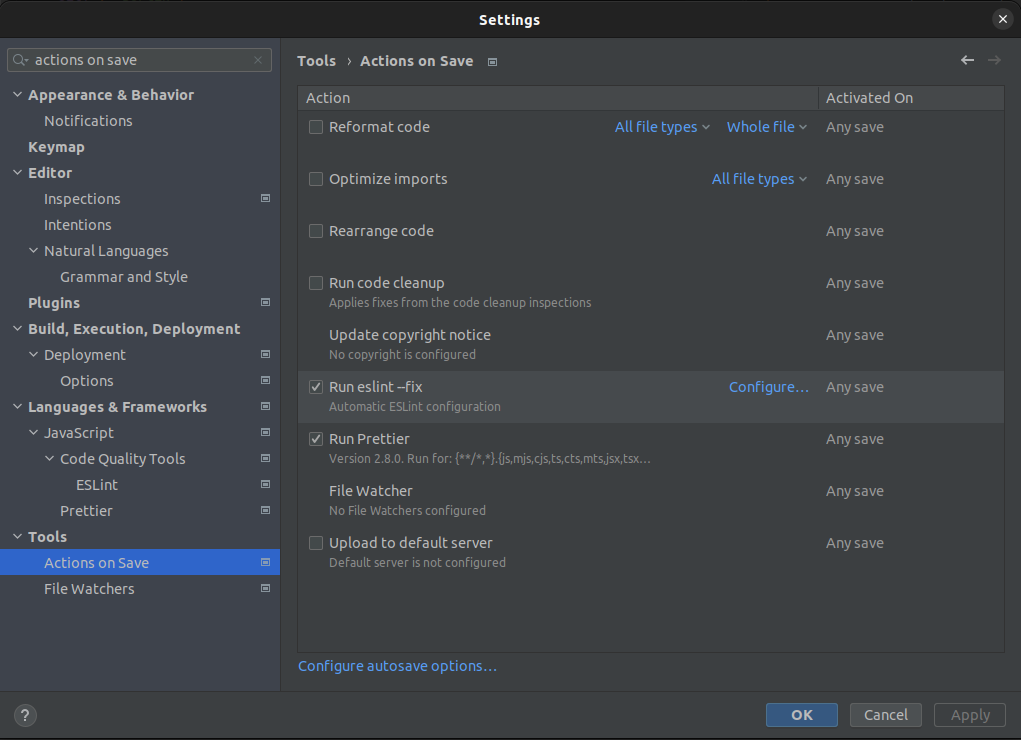 Settings
actions on save
Appearance & Behavior
Notifications
Keymap
Editor
Inspections
Intentions
Natural Languages
Grammar and Style
Plugins
Build, Execution, Deployment
Deployment
Options
Languages & Frameworks
JavaScript
Code Quality Tools
ESLint
Prettier
Tools
Actions on Save
File Watchers
Tools › Actions on Save
Action Activated On
Reformat code All file types Whole file Any save
Optimize imports All file types Any save
Rearrange code Any save
Run code cleanup Any save
Applies fixes from the code cleanup inspections
Update copyright notice Any save
No copyright is configured
Run eslint --fix Configure... Any save
Automatic ESLint configuration
Run Prettier Any save
Version 2.8.0. Run for: {**/*,*}.{js,mjs,cjs,ts,cts,mts,jsx,tsx...
File Watcher Any save
No File Watchers configured
Upload to default server Any save
Default server is not configured
Configure autosave options...
? OK Cancel Apply